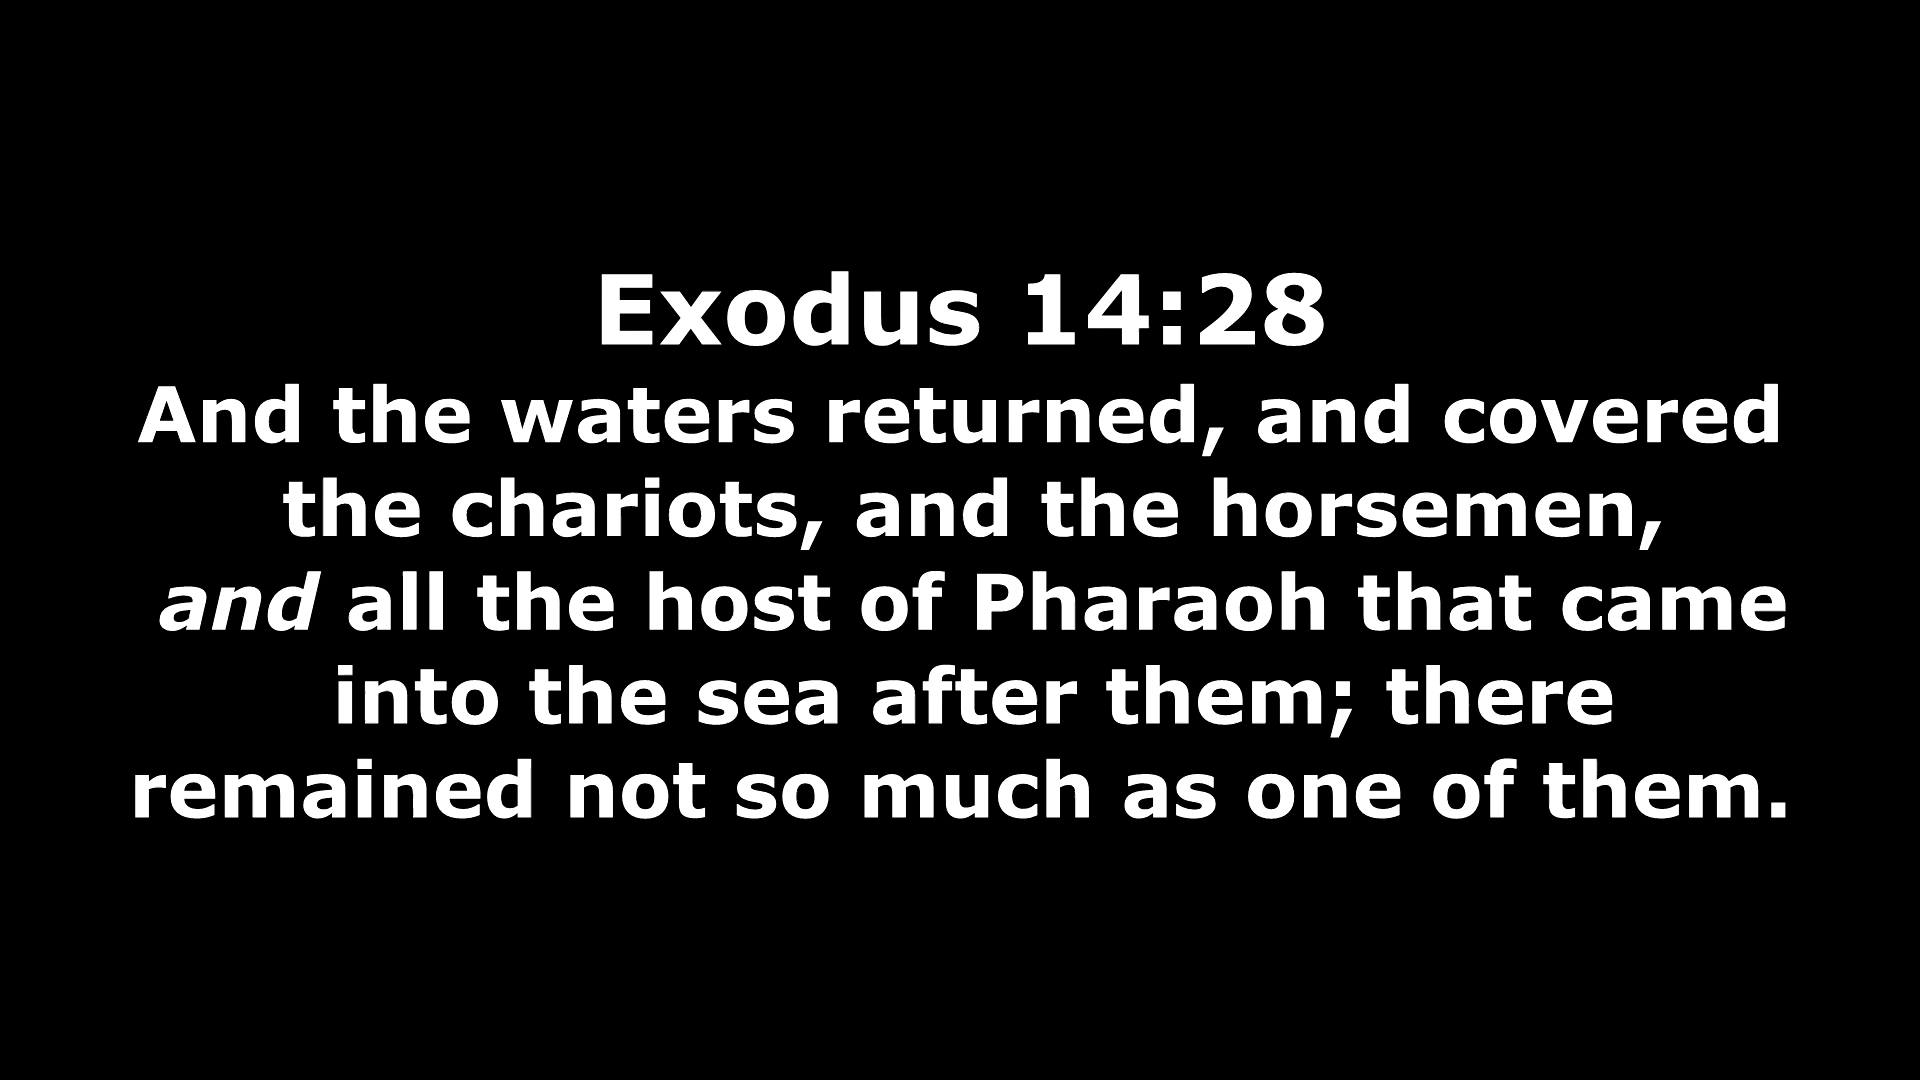 Exodus 14:28
And the waters returned, and covered
the chariots, and the horsemen,
and all the host of Pharaoh that came
into the sea after them; there
remained not so much as one of them.